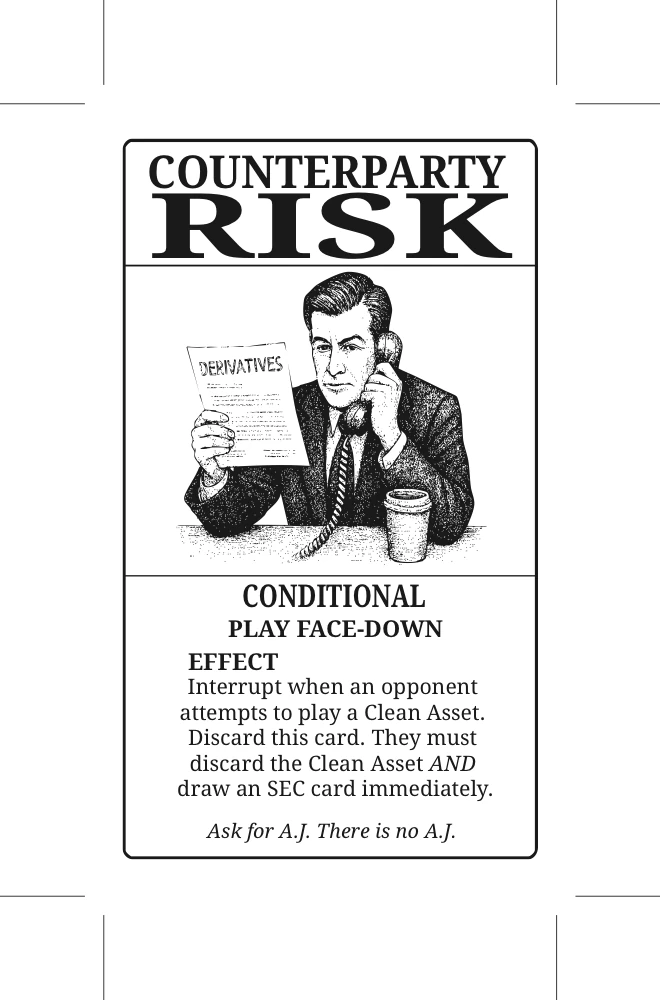 COUNTERPARTY
RISK
DERIVATIVES
CONDITIONAL
PLAY FACE-DOWN
EFFECT
Interrupt when an opponent
attempts to play a Clean Asset.
Discard this card. They must
discard the Clean Asset AND
draw an SEC card immediately.
Ask for A.J. There is no A.J.